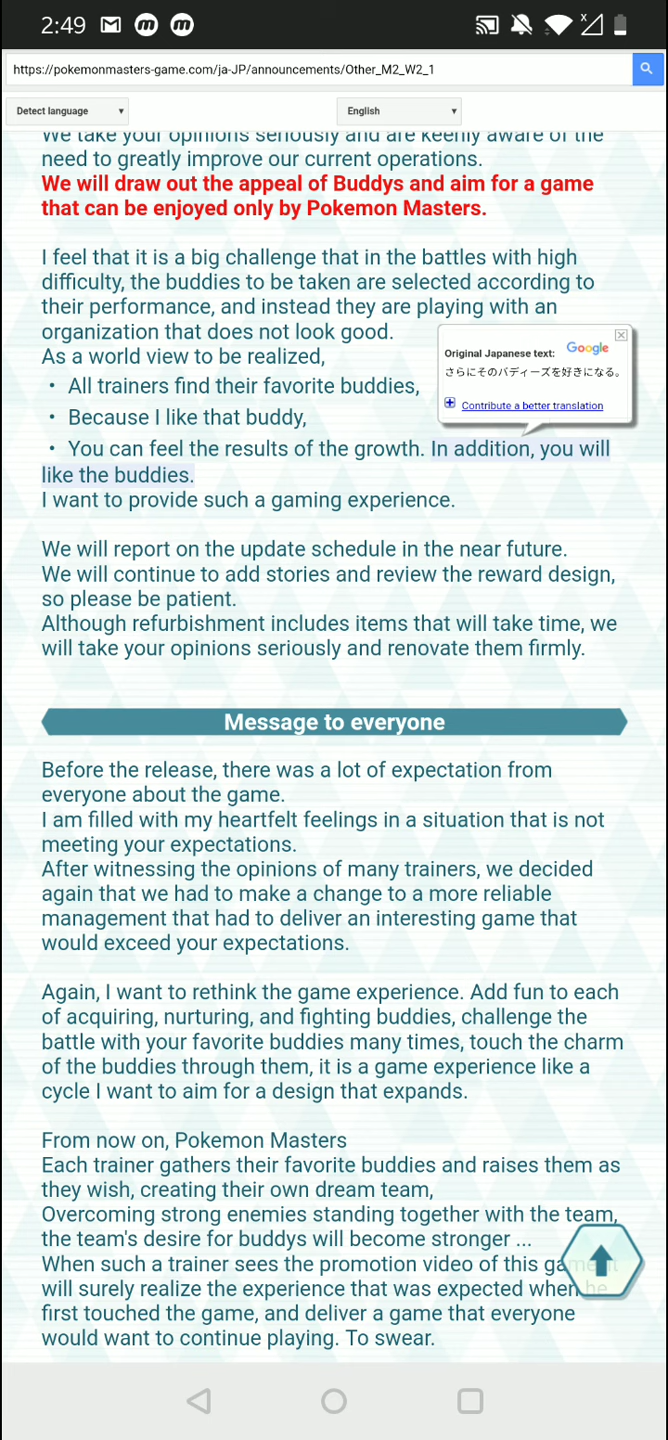 2:49
https://pokemonmasters-game.com/ja-JP/announcements/Other_M2_W2_1
Detect language
English
We take your opinions seriously and are keenly aware of the
need to greatly improve our current operations.
We will draw out the appeal of Buddys and aim for a game
that can be enjoyed only by Pokemon Masters.
I feel that it is a big challenge that in the battles with high
difficulty, the buddies to be taken are selected according to
their performance, and instead they are playing with an
organization that does not look good.
As a world view to be realized,
・ All trainers find their favorite buddies,
・ Because I like that buddy,
・ You can feel the results of the growth. In addition, you will
like the buddies.
I want to provide such a gaming experience.
Original Japanese text:
Google
さらにそのバディーズを好きになる。
Contribute a better translation
We will report on the update schedule in the near future.
We will continue to add stories and review the reward design,
so please be patient.
Although refurbishment includes items that will take time, we
will take your opinions seriously and renovate them firmly.
Message to everyone
Before the release, there was a lot of expectation from
everyone about the game.
I am filled with my heartfelt feelings in a situation that is not
meeting your expectations.
After witnessing the opinions of many trainers, we decided
again that we had to make a change to a more reliable
management that had to deliver an interesting game that
would exceed your expectations.
Again, I want to rethink the game experience. Add fun to each
of acquiring, nurturing, and fighting buddies, challenge the
battle with your favorite buddies many times, touch the charm
of the buddies through them, it is a game experience like a
cycle I want to aim for a design that expands.
From now on, Pokemon Masters
Each trainer gathers their favorite buddies and raises them as
they wish, creating their own dream team,
Overcoming strong enemies standing together with the team,
the team's desire for buddys will become stronger ...
When such a trainer sees the promotion video of this game, it
will surely realize the experience that was expected when he
first touched the game, and deliver a game that everyone
would want to continue playing. To swear.